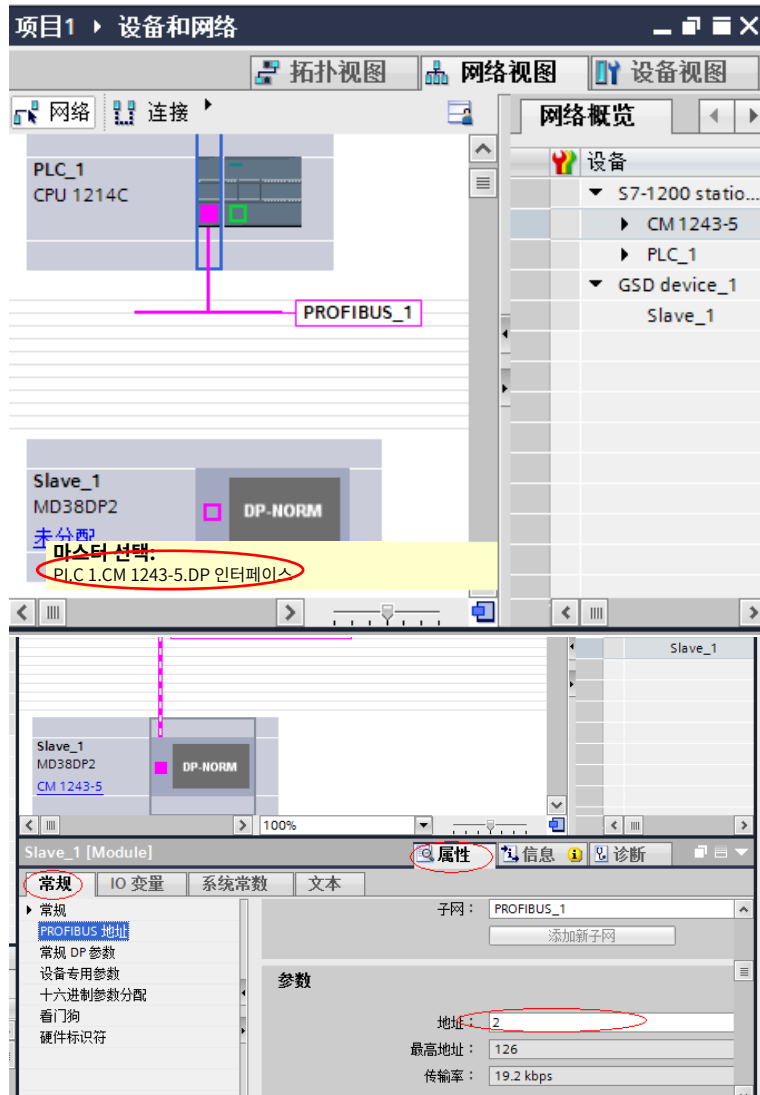 项目1 ▸ 设备和网络
拓扑视图 网络视图 设备视图
网络 连接
网络概览
设备
PLC_1
CPU 1214C
S7-1200 statio...
CM 1243-5
PLC_1
GSD device_1
Slave_1
PROFIBUS_1
Slave_1
MD38DP2
未分配
DP-NORM
마스터 선택:
PLC 1.CM 1243-5.DP 인터페이스
Slave_1
Slave_1
MD38DP2
CM 1243-5
DP-NORM
100%
Slave_1 [Module]
属性 信息 诊断
常规 IO 变量 系统常数 文本
常规
PROFIBUS 地址
常规 DP 参数
设备专用参数
十六进制参数分配
看门狗
硬件标识符
子网： PROFIBUS_1
添加新子网
参数
地址： 2
最高地址： 126
传输率： 19.2 kbps